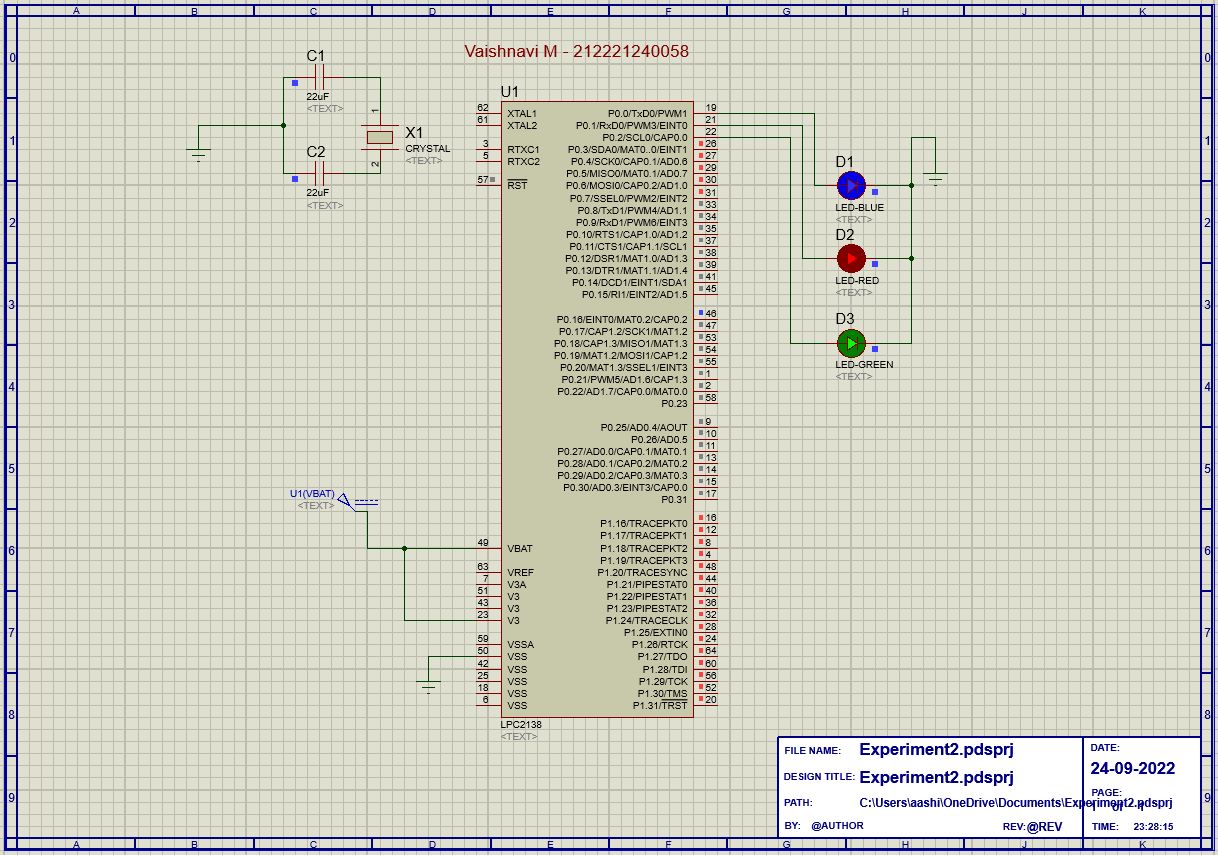 A B C D E F G H J K
Vaishnavi M - 212221240058
0 0
1 1
2 2
3 3
4 4
5 5
6 6
7 7
8 8
9 9
C1
22uF
<TEXT>
C2
22uF
<TEXT>
1
2
X1
CRYSTAL
<TEXT>
U1
62 XTAL1
61 XTAL2
3 RTXC1
5 RTXC2
57 RST
49 VBAT
63 VREF
7 V3A
51 V3
43 V3
23 V3
59 VSSA
50 VSS
42 VSS
25 VSS
18 VSS
6 VSS
P0.0/TxD0/PWM1 19
P0.1/RxD0/PWM3/EINT0 21
P0.2/SCL0/CAP0.0 22
P0.3/SDA0/MAT0..0/EINT1 26
P0.4/SCK0/CAP0.1/AD0.6 27
P0.5/MISO0/MAT0.1/AD0.7 29
P0.6/MOSI0/CAP0.2/AD1.0 30
P0.7/SSEL0/PWM2/EINT2 31
P0.8/TxD1/PWM4/AD1.1 33
P0.9/RxD1/PWM6/EINT3 34
P0.10/RTS1/CAP1.0/AD1.2 35
P0.11/CTS1/CAP1.1/SCL1 37
P0.12/DSR1/MAT1.0/AD1.3 38
P0.13/DTR1/MAT1.1/AD1.4 39
P0.14/DCD1/EINT1/SDA1 41
P0.15/RI1/EINT2/AD1.5 45
P0.16/EINT0/MAT0.2/CAP0.2 46
P0.17/CAP1.2/SCK1/MAT1.2 47
P0.18/CAP1.3/MISO1/MAT1.3 53
P0.19/MAT1.2/MOSI1/CAP1.2 54
P0.20/MAT1.3/SSEL1/EINT3 55
P0.21/PWM5/AD1.6/CAP1.3 1
P0.22/AD1.7/CAP0.0/MAT0.0 2
P0.23 58
P0.25/AD0.4/AOUT 9
P0.26/AD0.5 10
P0.27/AD0.0/CAP0.1/MAT0.1 11
P0.28/AD0.1/CAP0.2/MAT0.2 13
P0.29/AD0.2/CAP0.3/MAT0.3 14
P0.30/AD0.3/EINT3/CAP0.0 15
P0.31 17
P1.16/TRACEPKT0 16
P1.17/TRACEPKT1 12
P1.18/TRACEPKT2 8
P1.19/TRACEPKT3 4
P1.20/TRACESYNC 48
P1.21/PIPESTAT0 44
P1.22/PIPESTAT1 40
P1.23/PIPESTAT2 36
P1.24/TRACECLK 32
P1.25/EXTIN0 28
P1.26/RTCK 24
P1.27/TDO 64
P1.28/TDI 60
P1.29/TCK 56
P1.30/TMS 52
P1.31/TRST 20
LPC2138
<TEXT>
U1(VBAT)
<TEXT>
D1
LED-BLUE
<TEXT>
D2
LED-RED
<TEXT>
D3
LED-GREEN
<TEXT>
FILE NAME: Experiment2.pdsprj
DESIGN TITLE: Experiment2.pdsprj
PATH: C:\Users\aashi\OneDrive\Documents\Experiment2.pdsprj
BY: @AUTHOR REV:@REV
DATE:
24-09-2022
PAGE:
TIME: 23:28:15
A B C D E F G H J K